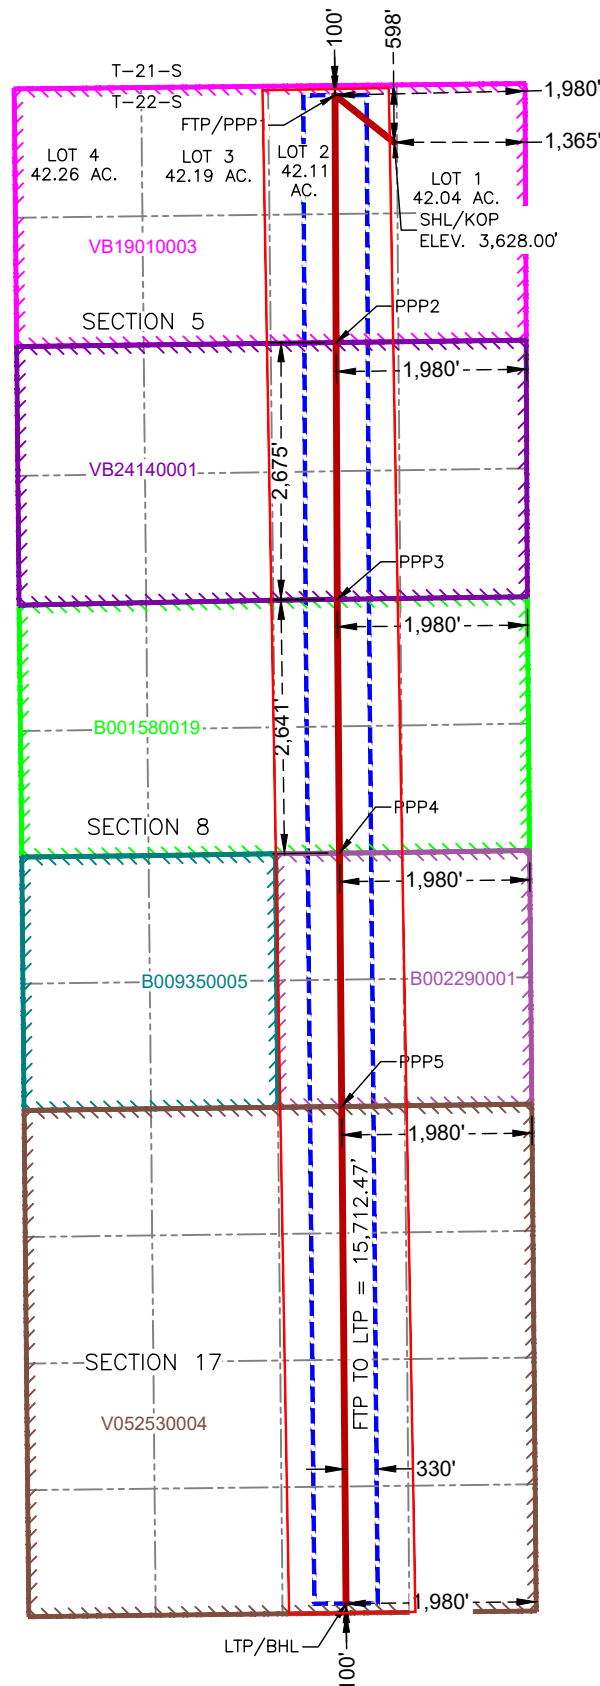 100'
598'
T-21-S
T-22-S
1,980'
FTP/PPP1
1,365'
LOT 4
42.26 AC.
LOT 3
42.19 AC.
LOT 2
42.11
AC.
LOT 1
42.04 AC.
SHL/KOP
ELEV. 3,628.00'
VB19010003
PPP2
SECTION 5
1,980'
2,675'
VB24140001
PPP3
1,980'
2,641'
B001580019
PPP4
SECTION 8
1,980'
B009350005
B002290001
PPP5
1,980'
FTP TO LTP = 15,712.47'
SECTION 17
V052530004
330'
1,980'
LTP/BHL
100'